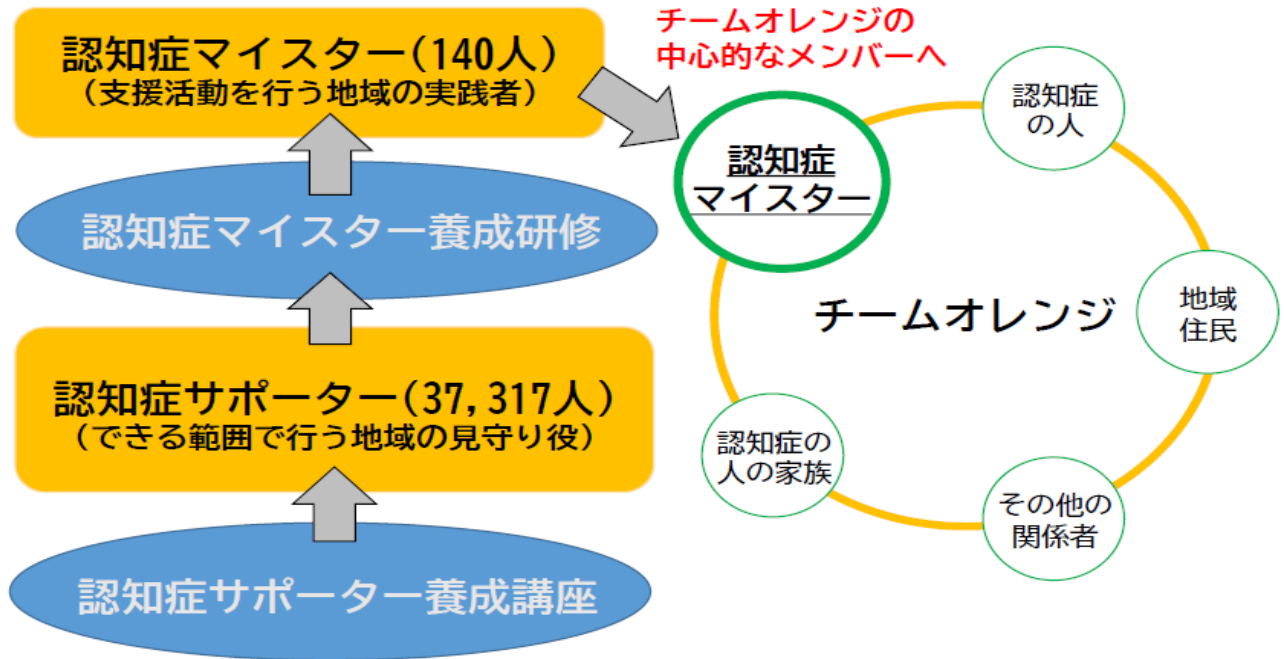 認知症マイスター(140人)
(支援活動を行う地域の実践者)
認知症マイスター養成研修
認知症サポーター(37,317人)
(できる範囲で行う地域の見守り役)
認知症サポーター養成講座
チームオレンジの
中心的なメンバーへ
認知症
マイスター
認知症
の人
地域
住民
チームオレンジ
認知症の
人の家族
その他の
関係者